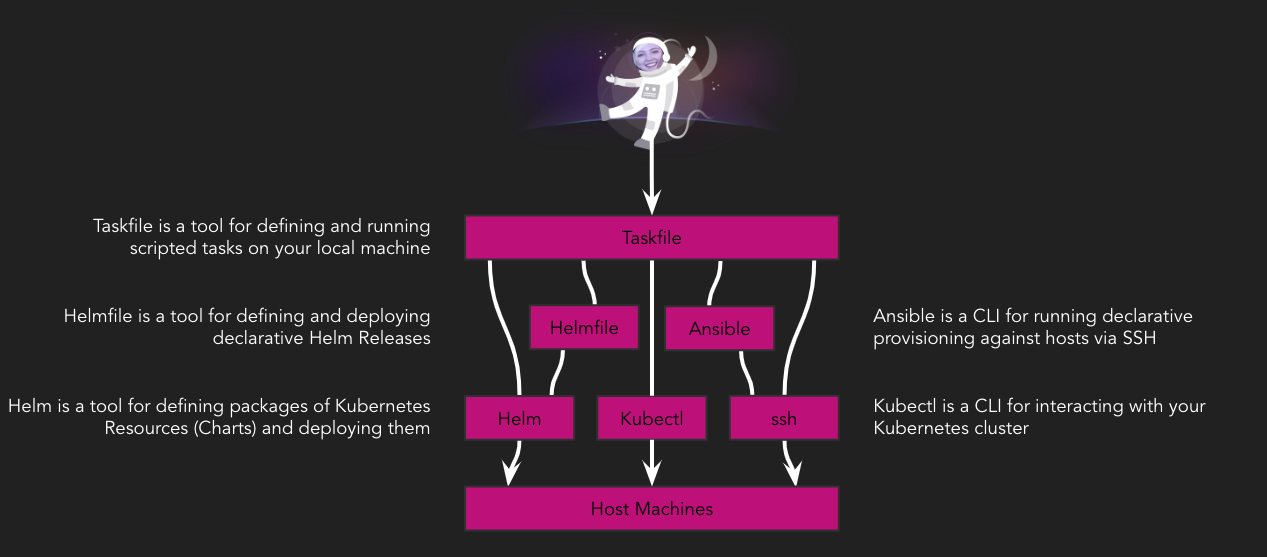 Taskfile is a tool for defining and running
scripted tasks on your local machine
Taskfile
Helmfile is a tool for defining and deploying
declarative Helm Releases
Helmfile
Ansible
Ansible is a CLI for running declarative
provisioning against hosts via SSH
Helm is a tool for defining packages of Kubernetes
Resources (Charts) and deploying them
Helm
Kubectl
ssh
Kubectl is a CLI for interacting with your
Kubernetes cluster
Host Machines